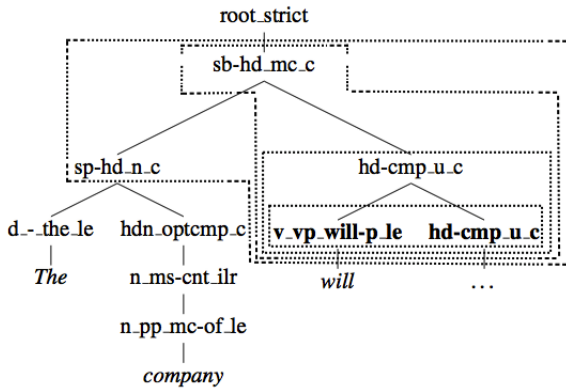 root_strict
sb-hd_mc_c
sp-hd_n_c hd-cmp_u_c
d_-_the_le hdn_optcmp_c v_vp_will-p_le hd-cmp_u_c
The n_ms-cnt_ilr will ...
n_pp_mc-of_le
company